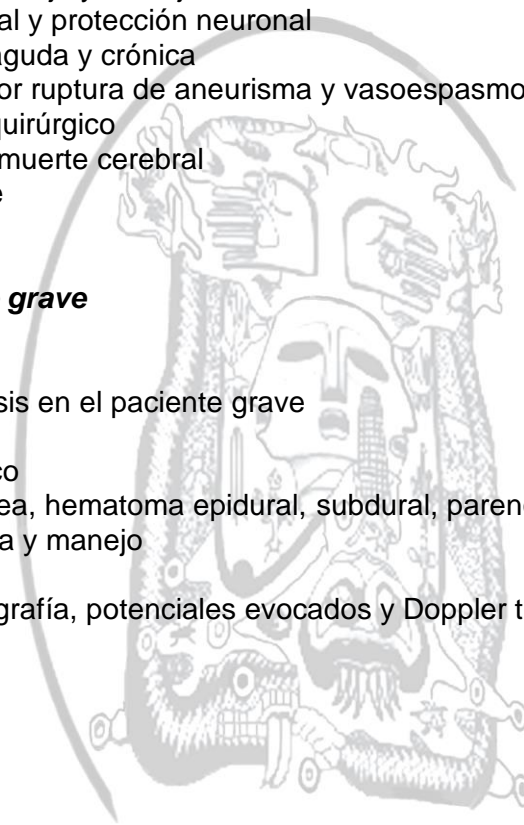 al y protección neuronal
aguda y crónica
or ruptura de aneurisma y vasoespasmo
quirúrgico
muerte cerebral
e
grave
sis en el paciente grave
co
ea, hematoma epidural, subdural, paren
a y manejo
grafía, potenciales evocados y Doppler t